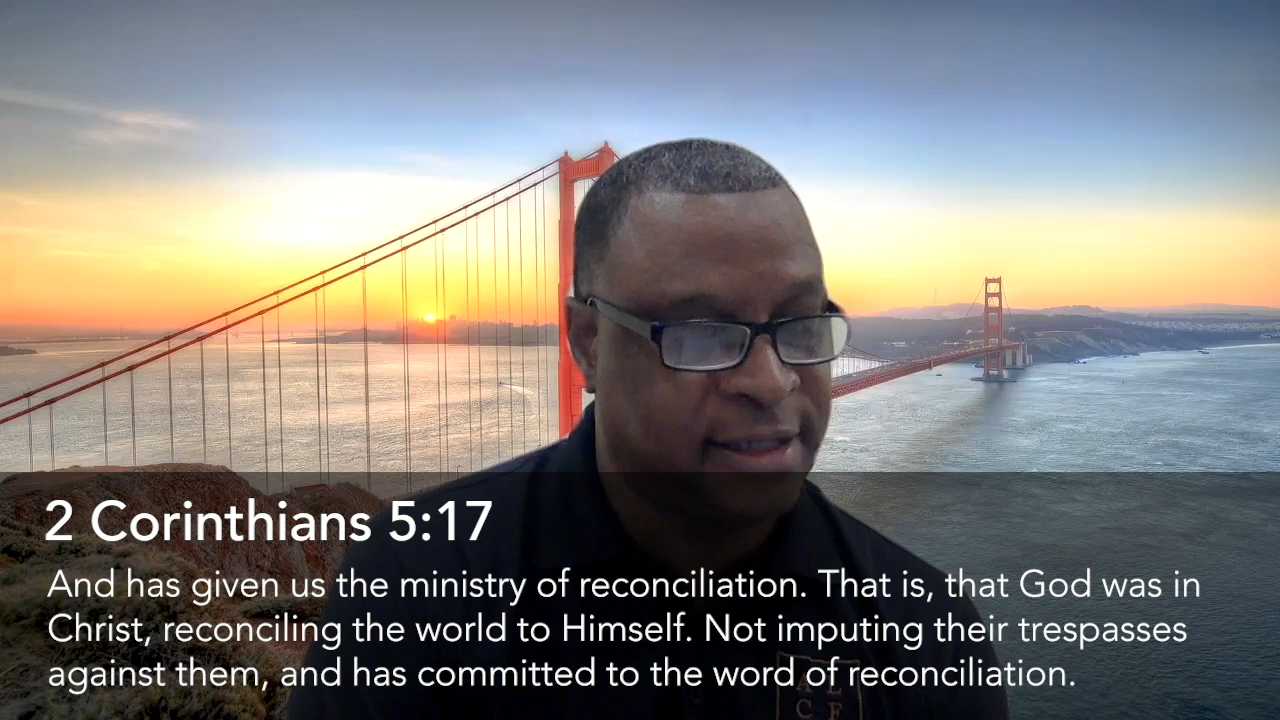 2 Corinthians 5:17
And has given us the ministry of reconciliation. That is, that God was in
Christ, reconciling the world to Himself. Not imputing their trespasses
against them, and has committed to the word of reconciliation.
A L
C F